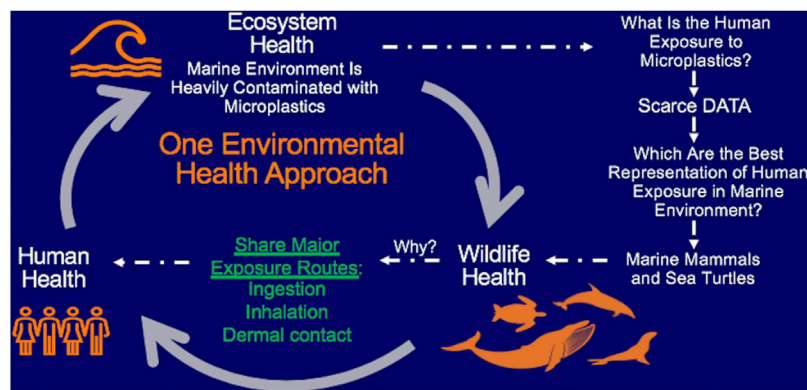 Ecosystem
Health
Marine Environment Is
Heavily Contaminated with
Microplastics
What Is the Human
Exposure to
Microplastics?
Scarce DATA
Which Are the Best
Representation of Human
Exposure in Marine
Environment?
Marine Mammals
and Sea Turtles
One Environmental
Health Approach
Wildlife
Health
Why?
Share Major
Exposure Routes:
Ingestion
Inhalation
Dermal contact
Human
Health